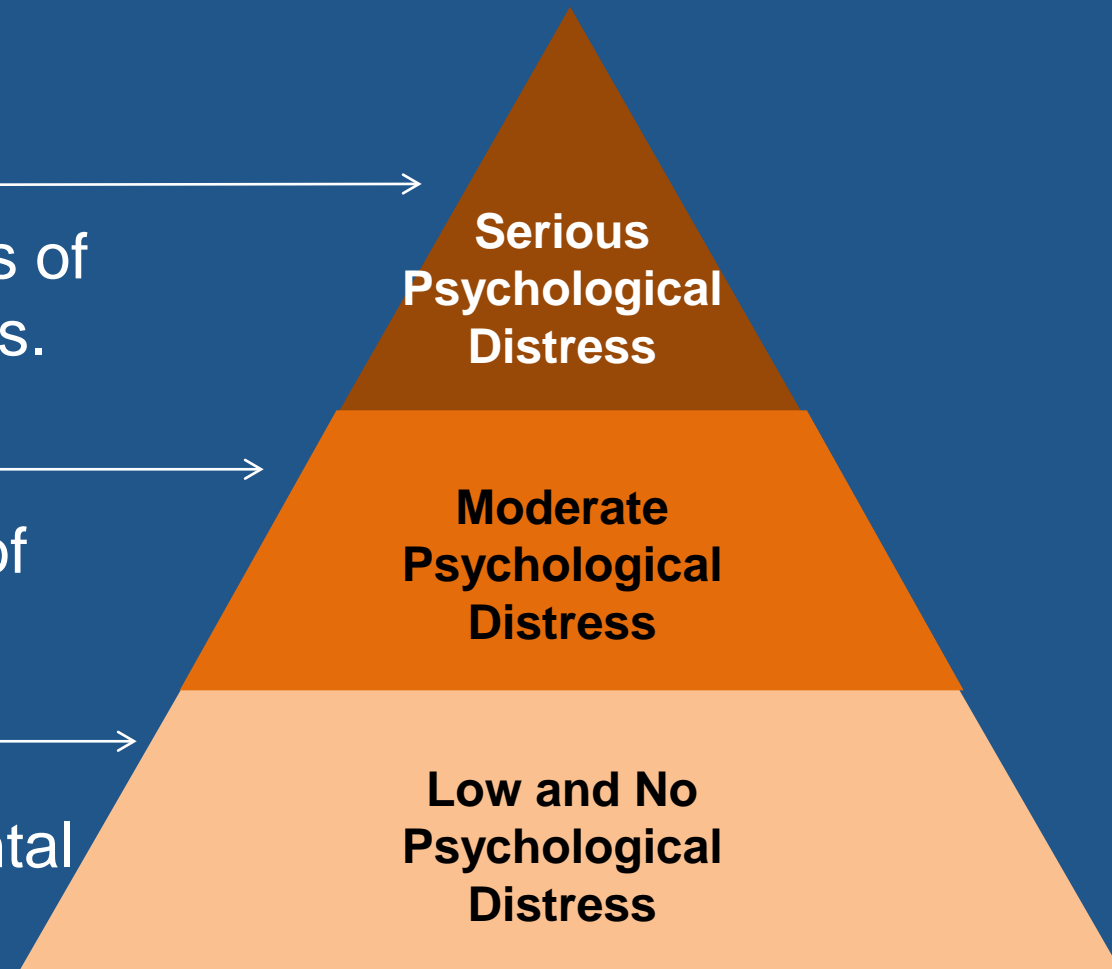 s of
s.
Serious
Psychological
Distress
of
Moderate
Psychological
Distress
ntal
Low and No
Psychological
Distress